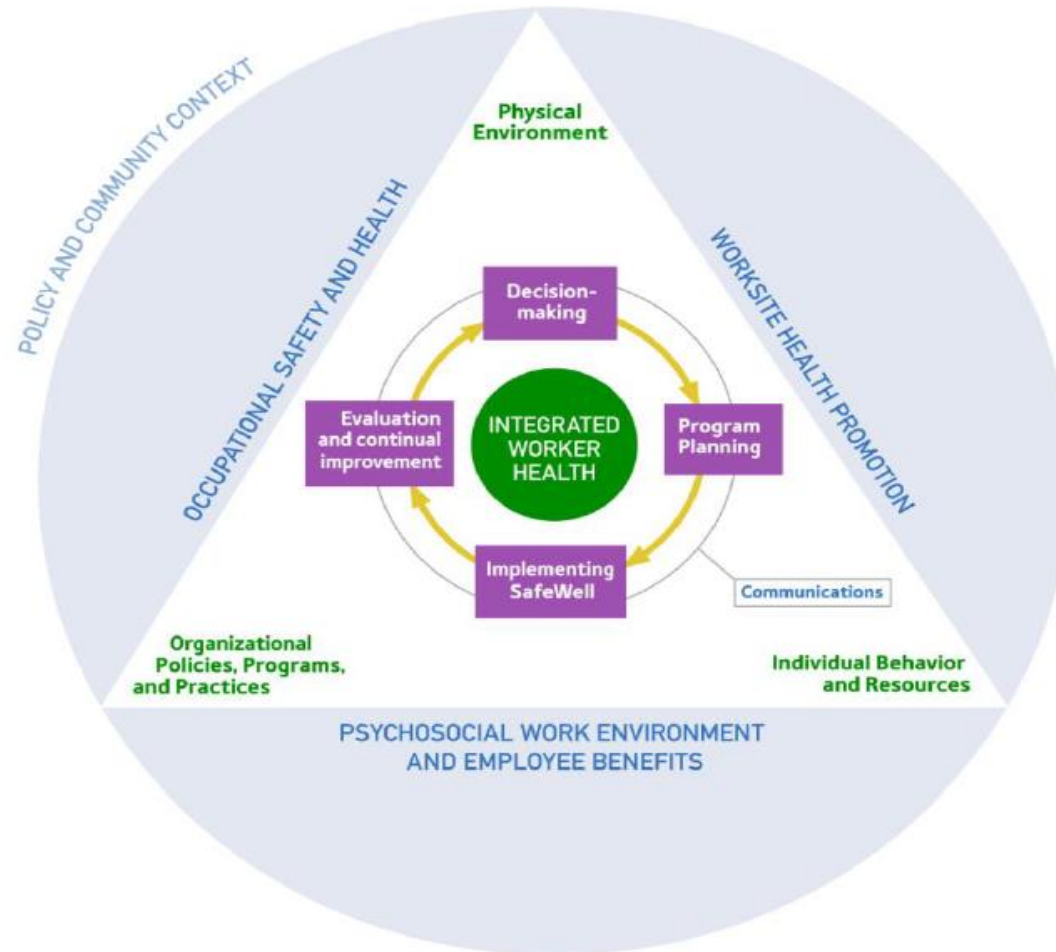 POLICY AND COMMUNITY CONTEXT
OCCUPATIONAL SAFETY AND HEALTH
Physical
Environment
WORKSITE HEALTH PROMOTION
Decision-
making
Evaluation
and continual
improvement
INTEGRATED
WORKER
HEALTH
Program
Planning
Implementing
SafeWell
Communications
Organizational
Policies, Programs,
and Practices
Individual Behavior
and Resources
PSYCHOSOCIAL WORK ENVIRONMENT
AND EMPLOYEE BENEFITS